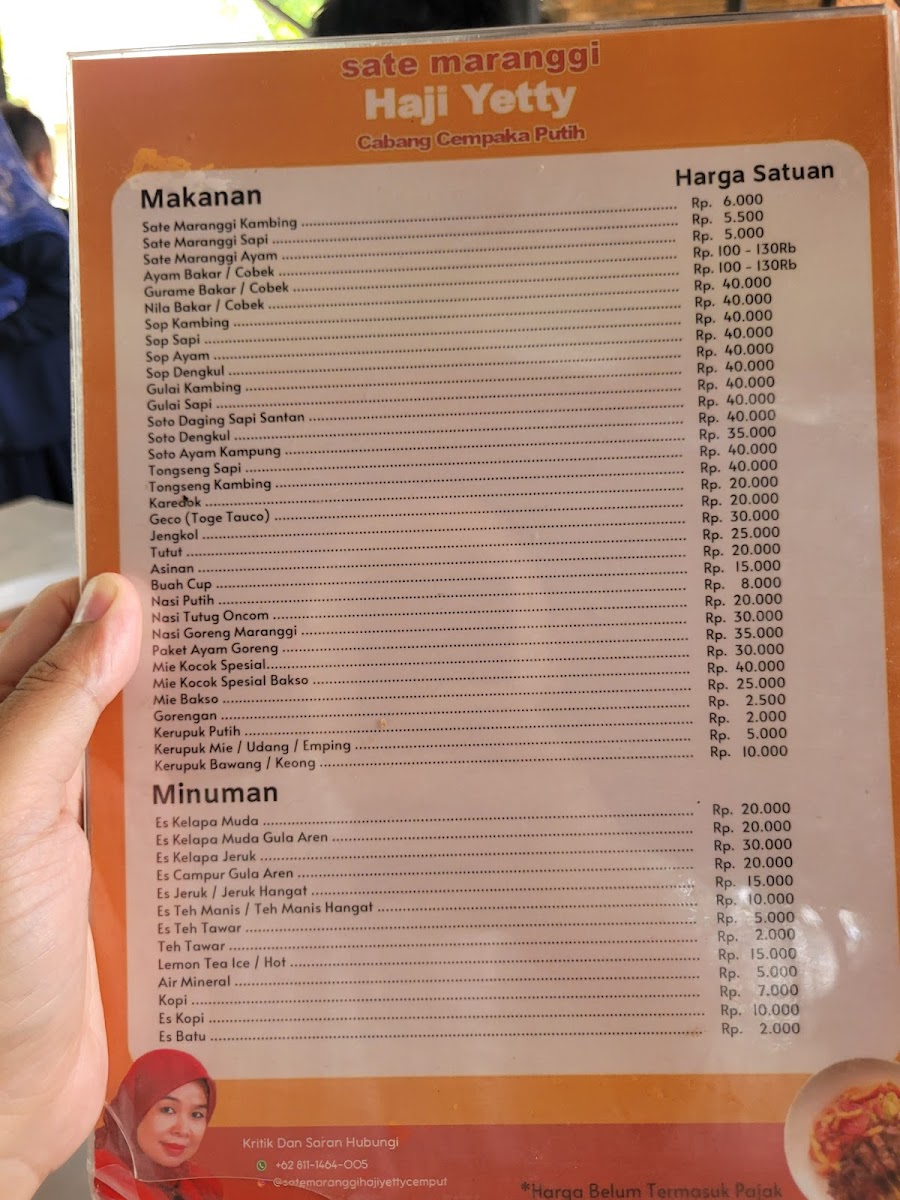 sate maranggi
Haji Yetty
Cabang Cempaka Putih
Makanan Harga Satuan
Sate Maranggi Kambing Rp. 6.000
Sate Maranggi Sapi Rp. 5.500
Sate Maranggi Ayam Rp. 5.000
Ayam Bakar / Cobek Rp. 100 - 130Rb
Gurame Bakar / Cobek Rp. 100 - 130Rb
Nila Bakar / Cobek Rp. 40.000
Sop Kambing Rp. 40.000
Sop Sapi Rp. 40.000
Sop Ayam Rp. 40.000
Sop Dengkul Rp. 40.000
Gulai Kambing Rp. 40.000
Gulai Sapi Rp. 40.000
Soto Daging Sapi Santan Rp. 40.000
Soto Dengkul Rp. 40.000
Soto Ayam Kampung Rp. 35.000
Tongseng Sapi Rp. 40.000
Tongseng Kambing Rp. 40.000
Karedok Rp. 20.000
Geco (Toge Tauco) Rp. 20.000
Jengkol Rp. 30.000
Tutut Rp. 25.000
Asinan Rp. 20.000
Buah Cup Rp. 15.000
Nasi Putih Rp. 8.000
Nasi Tutug Oncom Rp. 20.000
Nasi Goreng Maranggi Rp. 30.000
Paket Ayam Goreng Rp. 35.000
Mie Kocok Spesial Rp. 30.000
Mie Kocok Spesial Bakso Rp. 40.000
Mie Bakso Rp. 25.000
Gorengan Rp. 2.500
Kerupuk Putih Rp. 2.000
Kerupuk Mie / Udang / Emping Rp. 5.000
Kerupuk Bawang / Keong Rp. 10.000
Minuman
Es Kelapa Muda Rp. 20.000
Es Kelapa Muda Gula Aren Rp. 20.000
Es Kelapa Jeruk Rp. 30.000
Es Campur Gula Aren Rp. 20.000
Es Jeruk / Jeruk Hangat Rp. 15.000
Es Teh Manis / Teh Manis Hangat Rp. 10.000
Es Teh Tawar Rp. 5.000
Teh Tawar Rp. 2.000
Lemon Tea Ice / Hot Rp. 15.000
Air Mineral Rp. 5.000
Kopi Rp. 7.000
Es Kopi Rp. 10.000
Es Batu Rp. 2.000
Kritik Dan Saran Hubungi
+62 811-1464-005
@satemaranggihajiyettycemput
*Harga Belum Termasuk Pajak